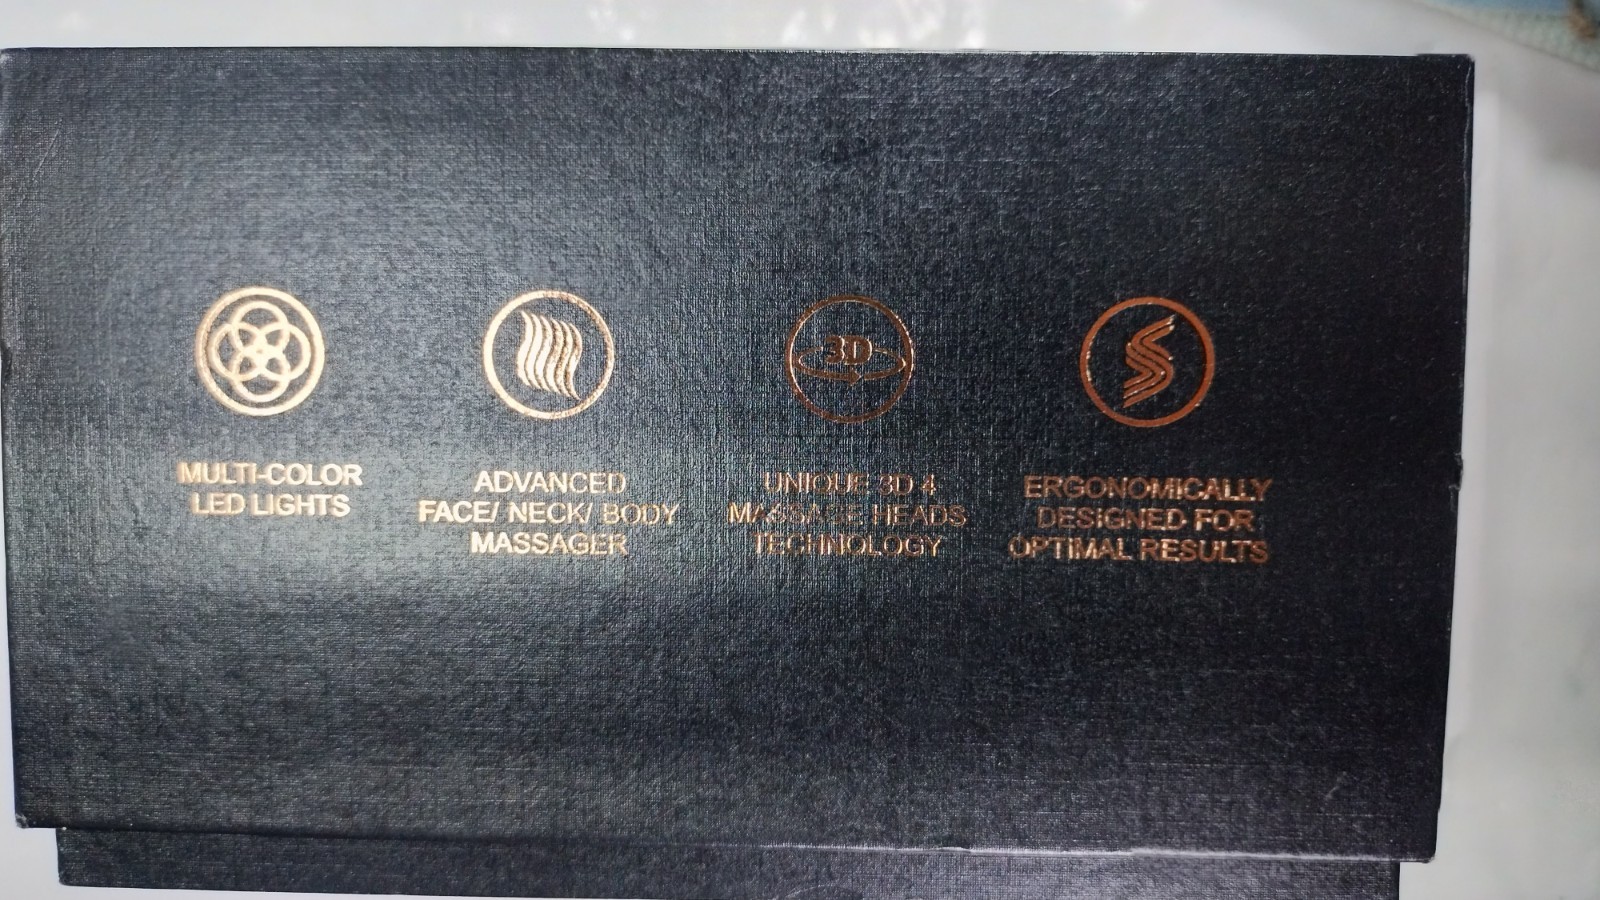 MULTI-COLOR
LED LIGHTS
ADVANCED
FACE/ NECK/ BODY
MASSAGER
3D
UNIQUE 3D 4
MASSAGE HEADS
TECHNOLOGY
ERGONOMICALLY
DESIGNED FOR
OPTIMAL RESULTS